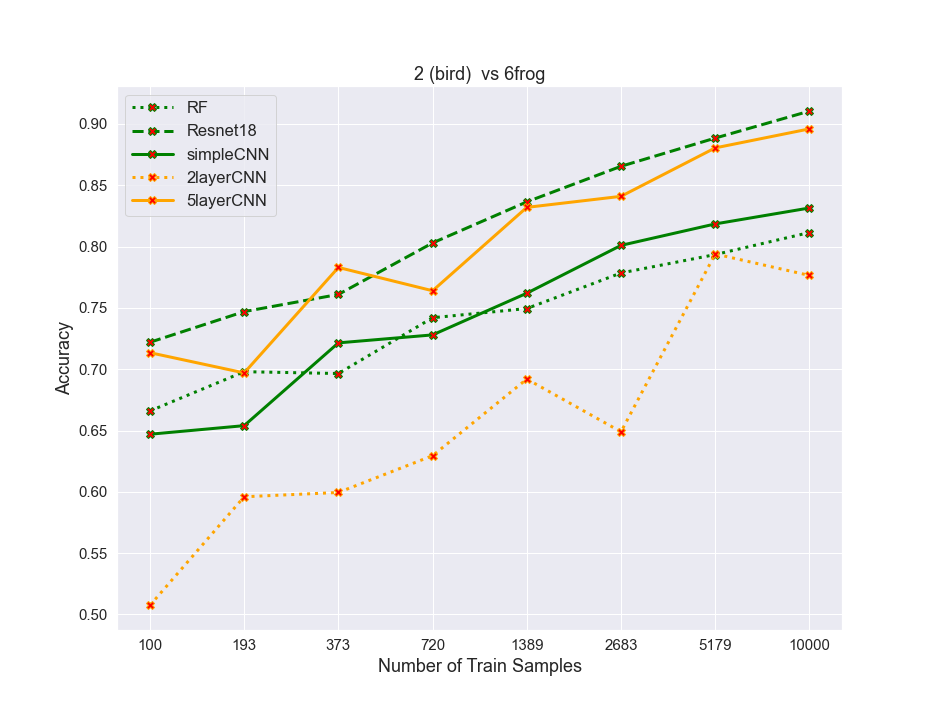 2 (bird)  vs 6frog
RF
Resnet18
simpleCNN
2layerCNN
5layerCNN
Accuracy
0.90
0.85
0.80
0.75
0.70
0.65
0.60
0.55
0.50
100 193 373 720 1389 2683 5179 10000
Number of Train Samples